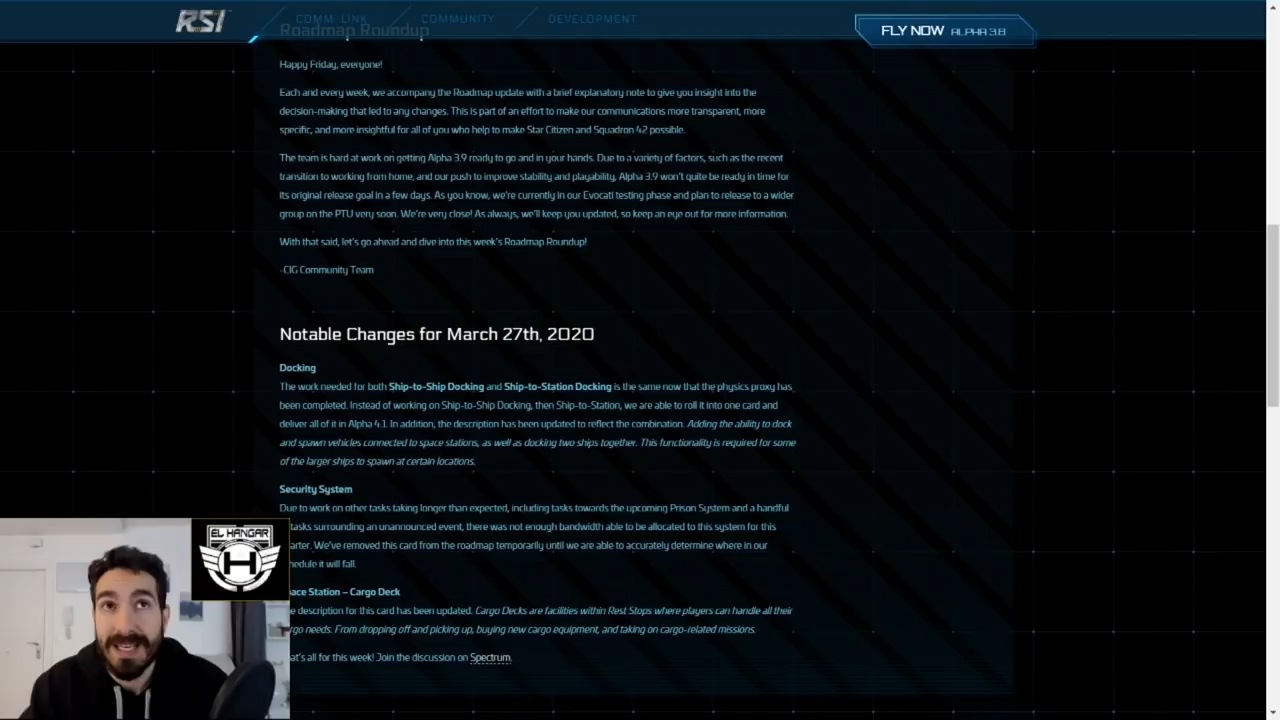 RSI
COMM-LINK
COMMUNITY
DEVELOPMENT
FLY NOW ALPHA 3.8
Roadmap Roundup
Happy Friday, everyone!
Each and every week, we accompany the Roadmap update with a brief explanatory note to give you insight into the
decision-making that led to any changes. This is part of an effort to make our communications more transparent, more
specific, and more insightful for all of you who help to make Star Citizen and Squadron 42 possible.
The team is hard at work on getting Alpha 3.9 ready to go and in your hands. Due to a variety of factors, such as the recent
transition to working from home, and our push to improve stability and playability, Alpha 3.9 won't quite be ready in time for
its original release goal in a few days. As you know, we're currently in our Evocati testing phase and plan to release to a wider
group on the PTU very soon. We're very close! As always, we'll keep you updated, so keep an eye out for more information.
With that said, let's go ahead and dive into this week's Roadmap Roundup!
-CIG Community Team
Notable Changes for March 27th, 2020
Docking
The work needed for both Ship-to-Ship Docking and Ship-to-Station Docking is the same now that the physics proxy has
been completed. Instead of working on Ship-to-Ship Docking, then Ship-to-Station, we are able to roll it into one card and
deliver all of it in Alpha 4.1. In addition, the description has been updated to reflect the combination. Adding the ability to dock
and spawn vehicles connected to space stations, as well as docking two ships together. This functionality is required for some
of the larger ships to spawn at certain locations.
Security System
Due to work on other tasks taking longer than expected, including tasks towards the upcoming Prison System and a handful
tasks surrounding an unannounced event, there was not enough bandwidth able to be allocated to this system for this
arter. We've removed this card from the roadmap temporarily until we are able to accurately determine where in our
hedule it will fall.
ace Station – Cargo Deck
e description for this card has been updated. Cargo Decks are facilities within Rest Stops where players can handle all their
rgo needs. From dropping off and picking up, buying new cargo equipment, and taking on cargo-related missions.
at's all for this week! Join the discussion on Spectrum.
EL HANGAR
H